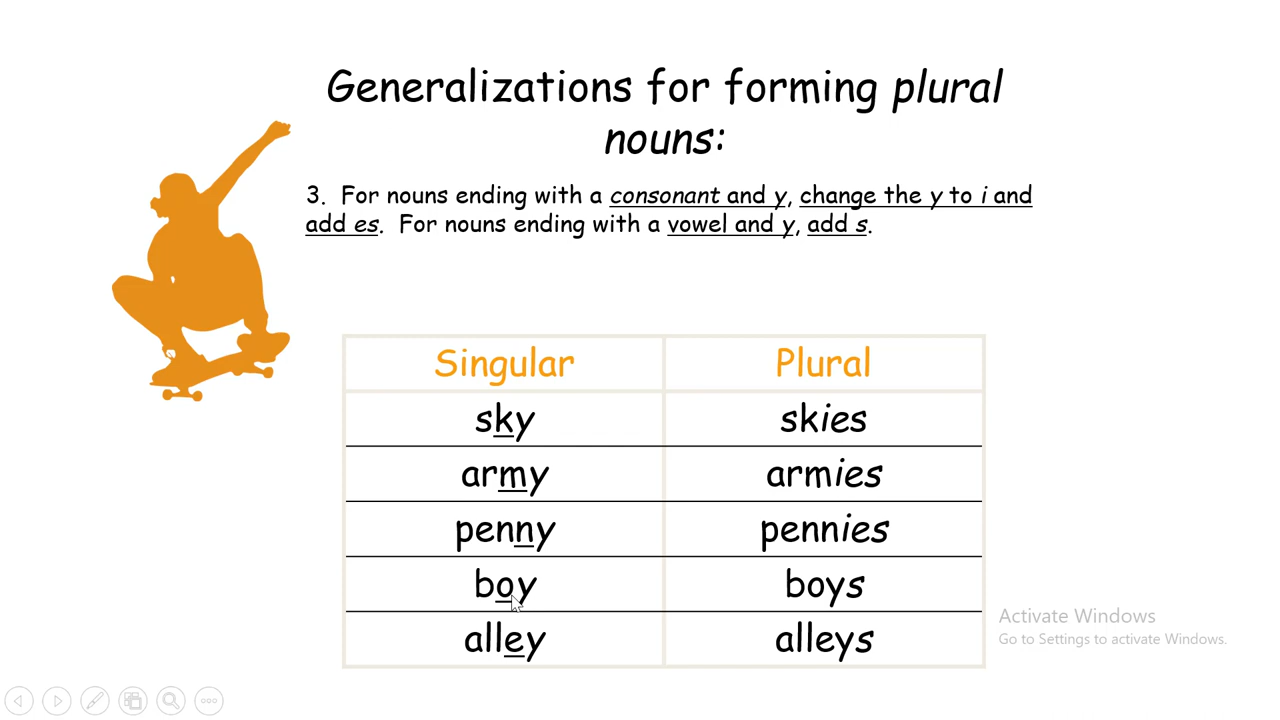 Generalizations for forming plural
nouns:
3. For nouns ending with a consonant and y, change the y to i and
add es. For nouns ending with a vowel and y, add s.
Singular Plural
sky skies
army armies
penny pennies
boy boys
alley alleys
Activate Windows
Go to Settings to activate Windows.